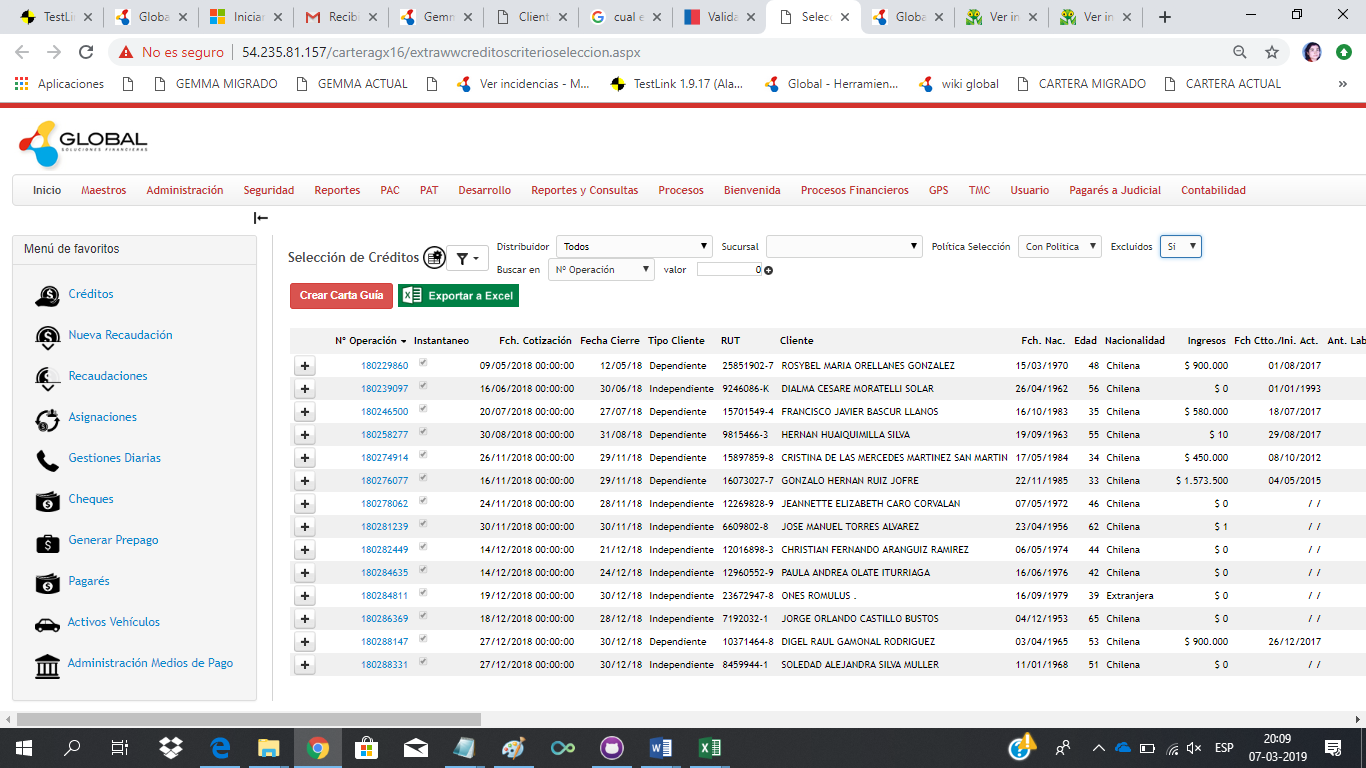 TestLink
Globa
Iniciar
Recibi
Gemm
Client
cual e
Valida
Selec
Globa
Ver in
Ver in
No es seguro | 54.235.81.157/carteragx16/extrawwcreditoscriterioseleccion.aspx
Aplicaciones GEMMA MIGRADO GEMMA ACTUAL Ver incidencias - M... TestLink 1.9.17 (Ala... Global - Herramien... wiki global CARTERA MIGRADO CARTERA ACTUAL »
GLOBAL
SOLUCIONES FINANCIERAS
Inicio Maestros Administración Seguridad Reportes PAC PAT Desarrollo Reportes y Consultas Procesos Bienvenida Procesos Financieros GPS TMC Usuario Pagarés a Judicial Contabilidad
Menú de favoritos
Créditos
Nueva Recaudación
Recaudaciones
Asignaciones
Gestiones Diarias
Cheques
Generar Prepago
Pagarés
Activos Vehículos
Administración Medios de Pago
Selección de Créditos
Distribuidor Todos Sucursal Política Selección Con Politica Excluidos Si
Buscar en Nº Operación valor 0
Crear Carta Guía Exportar a Excel
Nº Operación Instantaneo Fch. Cotización Fecha Cierre Tipo Cliente RUT Cliente Fch. Nac. Edad Nacionalidad Ingresos Fch Ctto./Ini. Act. Ant. Lab
180229860 09/05/2018 00:00:00 12/05/18 Dependiente 25851902-7 ROSYBEL MARIA ORELLANES GONZALEZ 15/03/1970 48 Chilena $ 900.000 01/08/2017
180239097 16/06/2018 00:00:00 30/06/18 Independiente 9246086-K DIALMA CESARE MORATELLI SOLAR 26/04/1962 56 Chilena $ 0 01/01/1993
180246500 20/07/2018 00:00:00 27/07/18 Dependiente 15701549-4 FRANCISCO JAVIER BASCUR LLANOS 16/10/1983 35 Chilena $ 580.000 18/07/2017
180258277 30/08/2018 00:00:00 31/08/18 Dependiente 9815466-3 HERNAN HUAIQUIMILLA SILVA 19/09/1963 55 Chilena $ 10 29/08/2017
180274914 26/11/2018 00:00:00 29/11/18 Dependiente 15897859-8 CRISTINA DE LAS MERCEDES MARTINEZ SAN MARTIN 17/05/1984 34 Chilena $ 450.000 08/10/2012
180276077 16/11/2018 00:00:00 29/11/18 Dependiente 16073027-7 GONZALO HERNAN RUIZ JOFRE 22/11/1985 33 Chilena $ 1.573.500 04/05/2015
180278062 24/11/2018 00:00:00 28/11/18 Independiente 12269828-9 JEANNETTE ELIZABETH CARO CORVALAN 07/05/1972 46 Chilena $ 0 / /
180281239 30/11/2018 00:00:00 30/11/18 Independiente 6609802-8 JOSE MANUEL TORRES ALVAREZ 23/04/1956 62 Chilena $ 1 / /
180282449 14/12/2018 00:00:00 21/12/18 Independiente 12016898-3 CHRISTIAN FERNANDO ARANGUIZ RAMIREZ 06/05/1974 44 Chilena $ 0 / /
180284635 14/12/2018 00:00:00 24/12/18 Independiente 12960552-9 PAULA ANDREA OLATE ITURRIAGA 16/06/1976 42 Chilena $ 0 / /
180284811 19/12/2018 00:00:00 30/12/18 Independiente 23672947-8 ONES ROMULUS . 16/09/1979 39 Extranjera $ 0 / /
180286369 18/12/2018 00:00:00 28/12/18 Independiente 7192032-1 JORGE ORLANDO CASTILLO BUSTOS 04/12/1953 65 Chilena $ 0 / /
180288147 27/12/2018 00:00:00 30/12/18 Dependiente 10371464-8 DIGEL RAUL GAMONAL RODRIGUEZ 03/04/1965 53 Chilena $ 900.000 26/12/2017
180288331 27/12/2018 00:00:00 30/12/18 Independiente 8459944-1 SOLEDAD ALEJANDRA SILVA MULLER 11/01/1968 51 Chilena $ 0 / /
ESP
20:09
07-03-2019